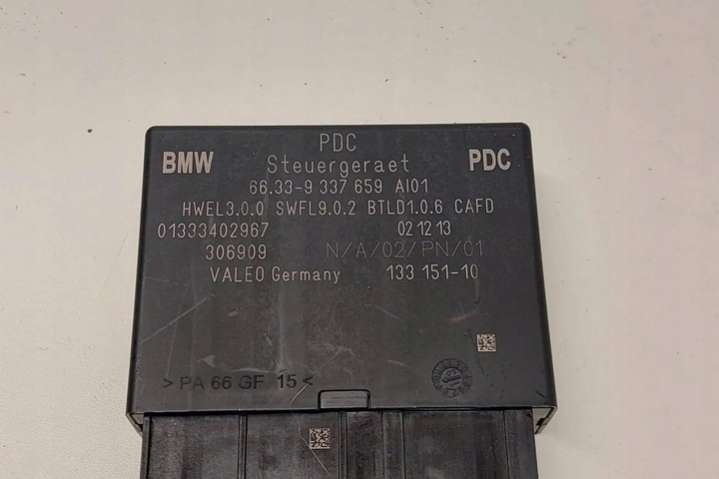 PDC
BMW Steuergeraet PDC
66.33-9 337 659 AI01
HWEL3.0.0 SWFL9.0.2 BTLD1.0.6 CAFD
01333402967 02 12 13
306909 N/A/02/PN/01
VALEO Germany 133 151-10
>PA 66 GF 15<